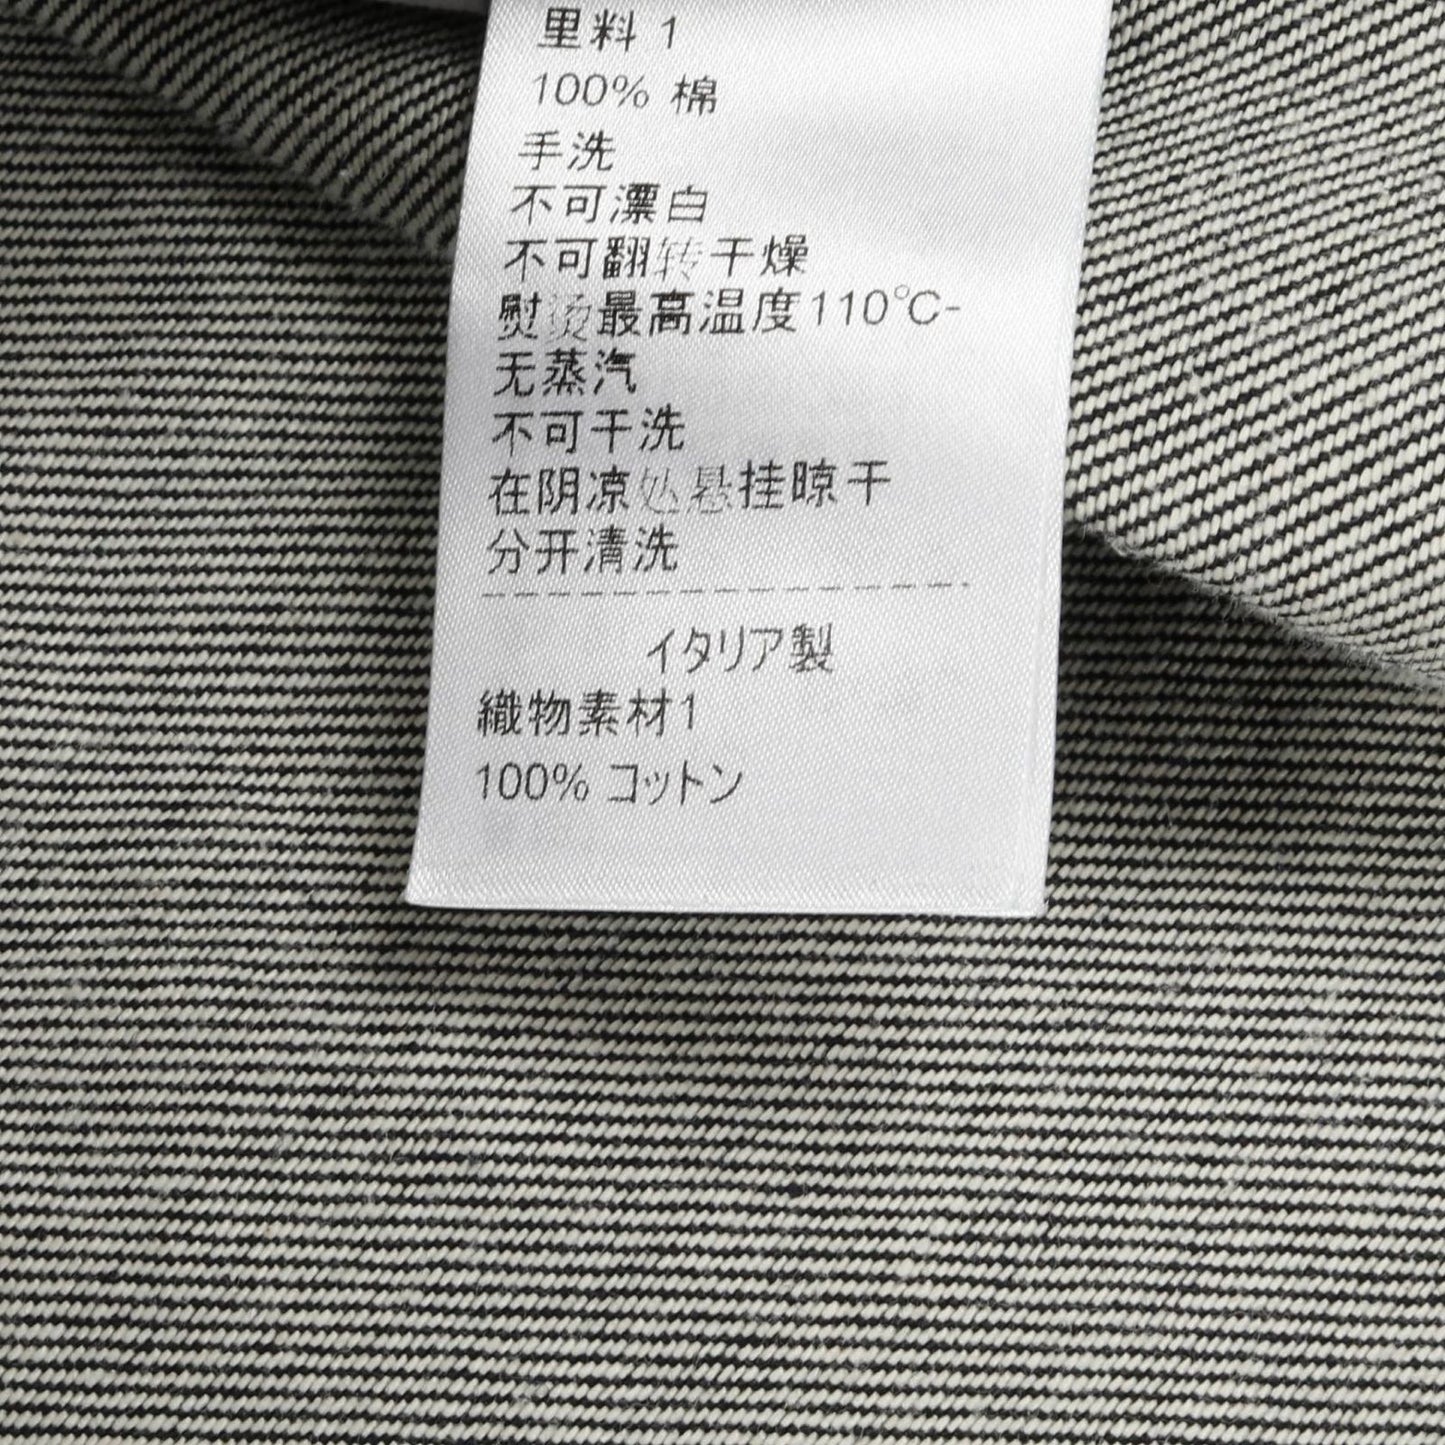 里料 1
100% 棉
手洗
不可漂白
不可翻转干燥
熨烫最高温度110℃-
无蒸汽
不可干洗
在阴凉处悬挂晾干
分开清洗
イタリア製
織物素材1
100% コットン